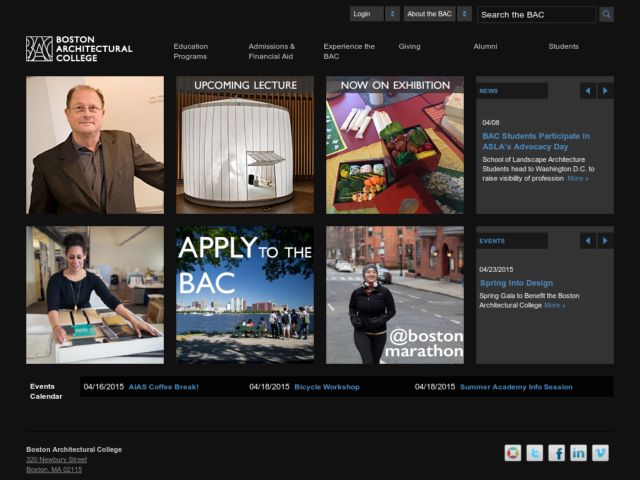 Login
About the BAC
Search the BAC
BAC
BOSTON
ARCHITECTURAL
COLLEGE
Education
Programs
Admissions &
Financial Aid
Experience the
BAC
Giving
Alumni
Students
UPCOMING LECTURE
NOW ON EXHIBITION
NEWS
04/08
BAC Students Participate in
ASLA's Advocacy Day
School of Landscape Architecture
Students head to Washington D.C. to
raise visibility of profession More »
APPLY TO THE
BAC
@boston
marathon
EVENTS
04/23/2015
Spring Into Design
Spring Gala to Benefit the Boston
Architectural College More »
Events
Calendar
04/16/2015 AIAS Coffee Break!
04/18/2015 Bicycle Workshop
04/18/2015 Summer Academy Info Session
Boston Architectural College
320 Newbury Street
Boston, MA 02115